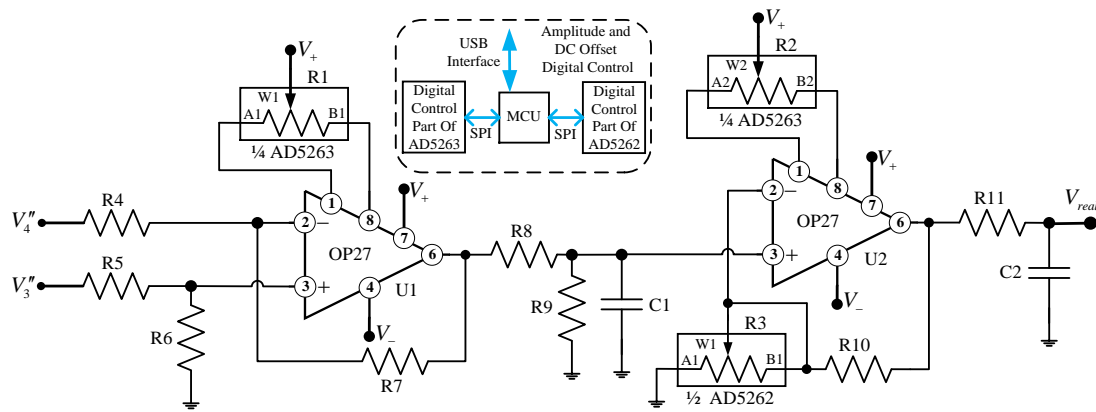 V₊
R1
W1
A1
B1
¼ AD5263
USB
Interface
Amplitude and
DC Offset
Digital Control
Digital
Control
Part Of
AD5263
SPI
MCU
SPI
Digital
Control
Part Of
AD5262
V₊
R2
W2
A2
B2
¼ AD5263
V₄″
R4
V₃″
R5
R6
1
8
2
−
7
V₊
OP27
6
3
+
4
U1
V₋
R7
R8
R9
C1
1
8
2
−
7
V₊
OP27
6
3
+
4
U2
V₋
R3
W1
A1
B1
½ AD5262
R10
R11
C2